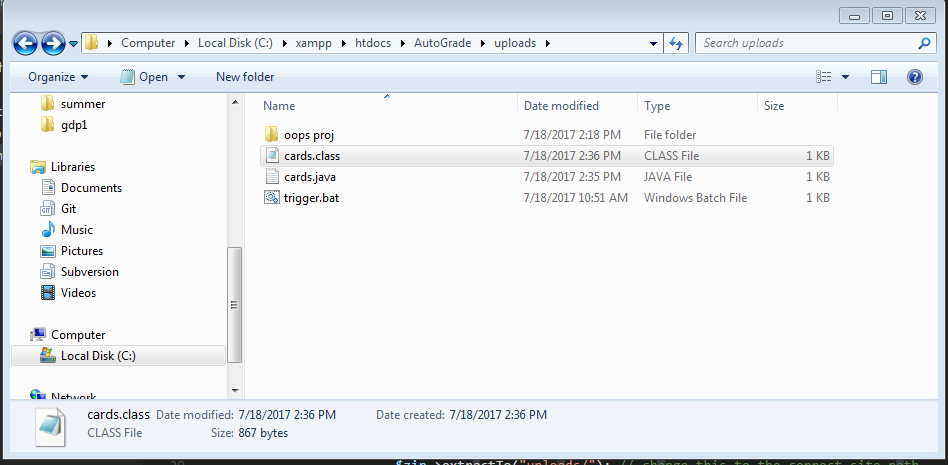 Computer Local Disk (C:) xampp htdocs AutoGrade uploads Search uploads
Organize Open New folder
summer
gdp1
Libraries
Documents
Git
Music
Pictures
Subversion
Videos
Computer
Local Disk (C:)
Network
Name Date modified Type Size
oops proj 7/18/2017 2:18 PM File folder
cards.class 7/18/2017 2:36 PM CLASS File 1 KB
cards.java 7/18/2017 2:35 PM JAVA File 1 KB
trigger.bat 7/18/2017 10:51 AM Windows Batch File 1 KB
cards.class Date modified: 7/18/2017 2:36 PM Date created: 7/18/2017 2:36 PM
CLASS File Size: 867 bytes
$zip->extractTo("uploads/"); // change this to the correct site path